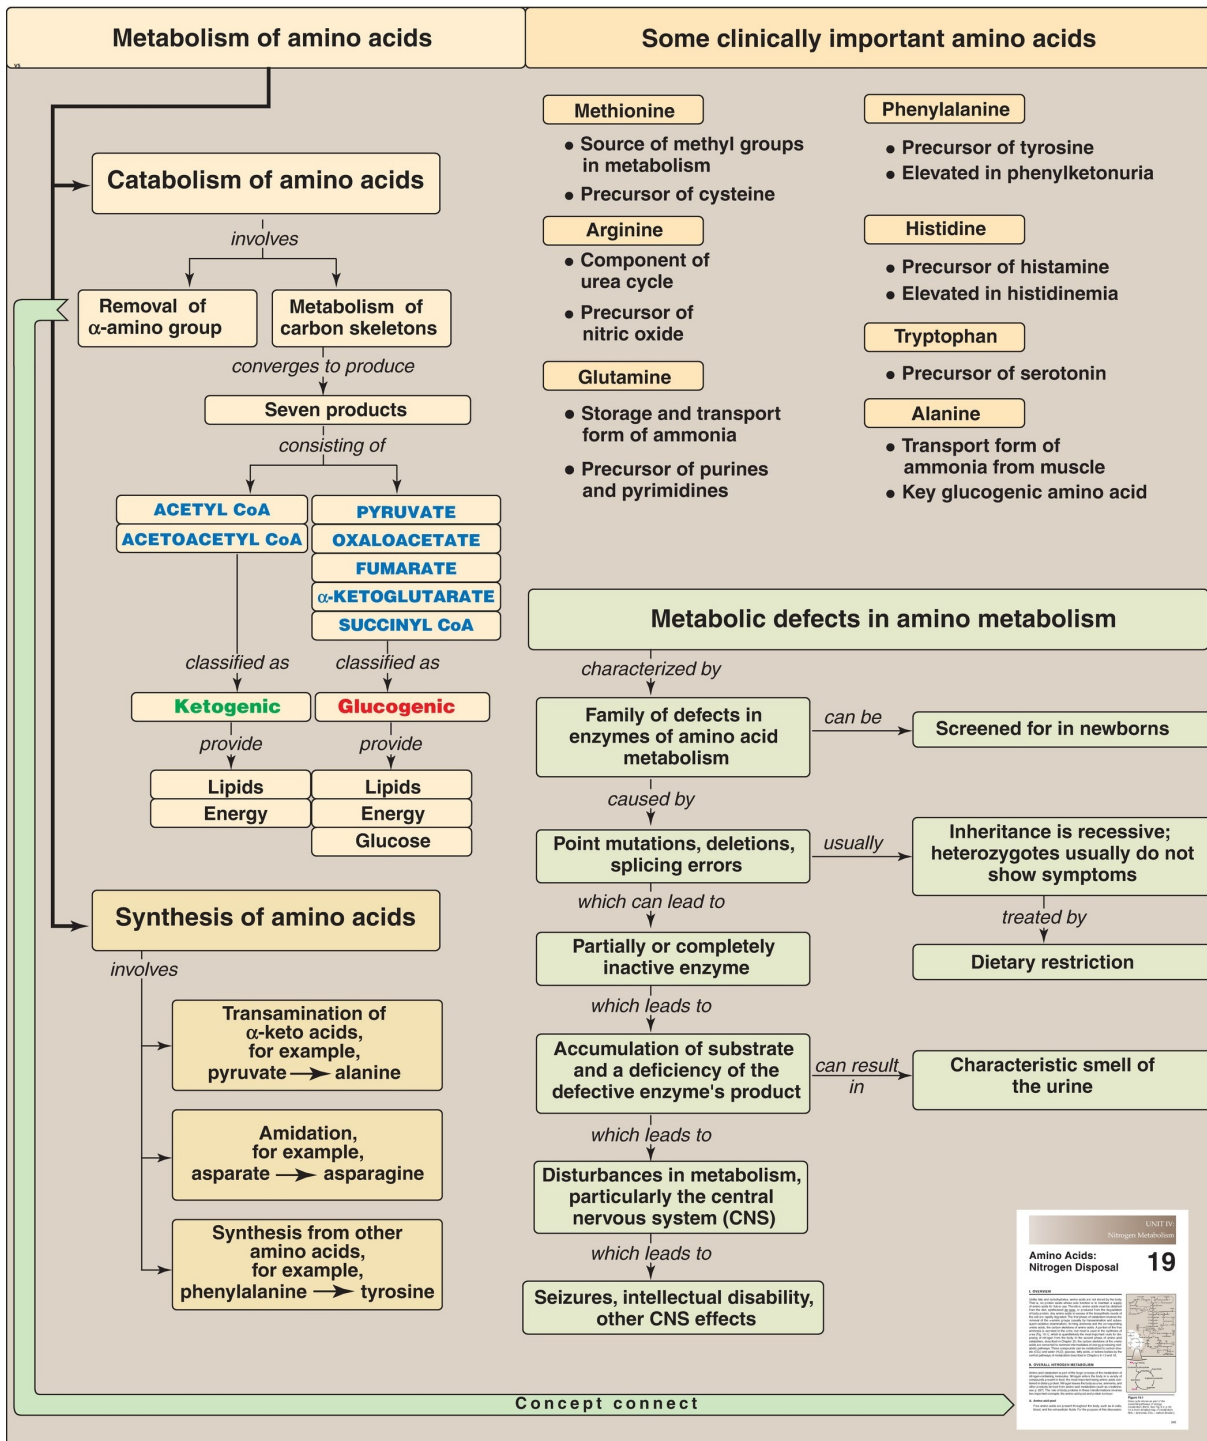 Metabolism of amino acids
Some clinically important amino acids
Catabolism of amino acids
involves
Removal of
α-amino group
Metabolism of
carbon skeletons
converges to produce
Seven products
consisting of
ACETYL CoA
ACETOACETYL CoA
PYRUVATE
OXALOACETATE
FUMARATE
α-KETOGLUTARATE
SUCCINYL CoA
classified as
classified as
Ketogenic
Glucogenic
provide
provide
Lipids
Energy
Lipids
Energy
Glucose
Synthesis of amino acids
involves
Transamination of
α-keto acids,
for example,
pyruvate → alanine
Amidation,
for example,
asparate → asparagine
Synthesis from other
amino acids,
for example,
phenylalanine → tyrosine
Methionine
• Source of methyl groups
in metabolism
• Precursor of cysteine
Arginine
• Component of
urea cycle
• Precursor of
nitric oxide
Glutamine
• Storage and transport
form of ammonia
• Precursor of purines
and pyrimidines
Phenylalanine
• Precursor of tyrosine
• Elevated in phenylketonuria
Histidine
• Precursor of histamine
• Elevated in histidinemia
Tryptophan
• Precursor of serotonin
Alanine
• Transport form of
ammonia from muscle
• Key glucogenic amino acid
Metabolic defects in amino metabolism
characterized by
Family of defects in
enzymes of amino acid
metabolism
can be
Screened for in newborns
caused by
Point mutations, deletions,
splicing errors
usually
Inheritance is recessive;
heterozygotes usually do not
show symptoms
treated by
Dietary restriction
which can lead to
Partially or completely
inactive enzyme
which leads to
Accumulation of substrate
and a deficiency of the
defective enzyme's product
can result
in
Characteristic smell of
the urine
which leads to
Disturbances in metabolism,
particularly the central
nervous system (CNS)
which leads to
Seizures, intellectual disability,
other CNS effects
UNIT IV:
Nitrogen Metabolism
Amino Acids:
Nitrogen Disposal
19
I. OVERVIEW
II. OVERALL NITROGEN METABOLISM
Concept connect